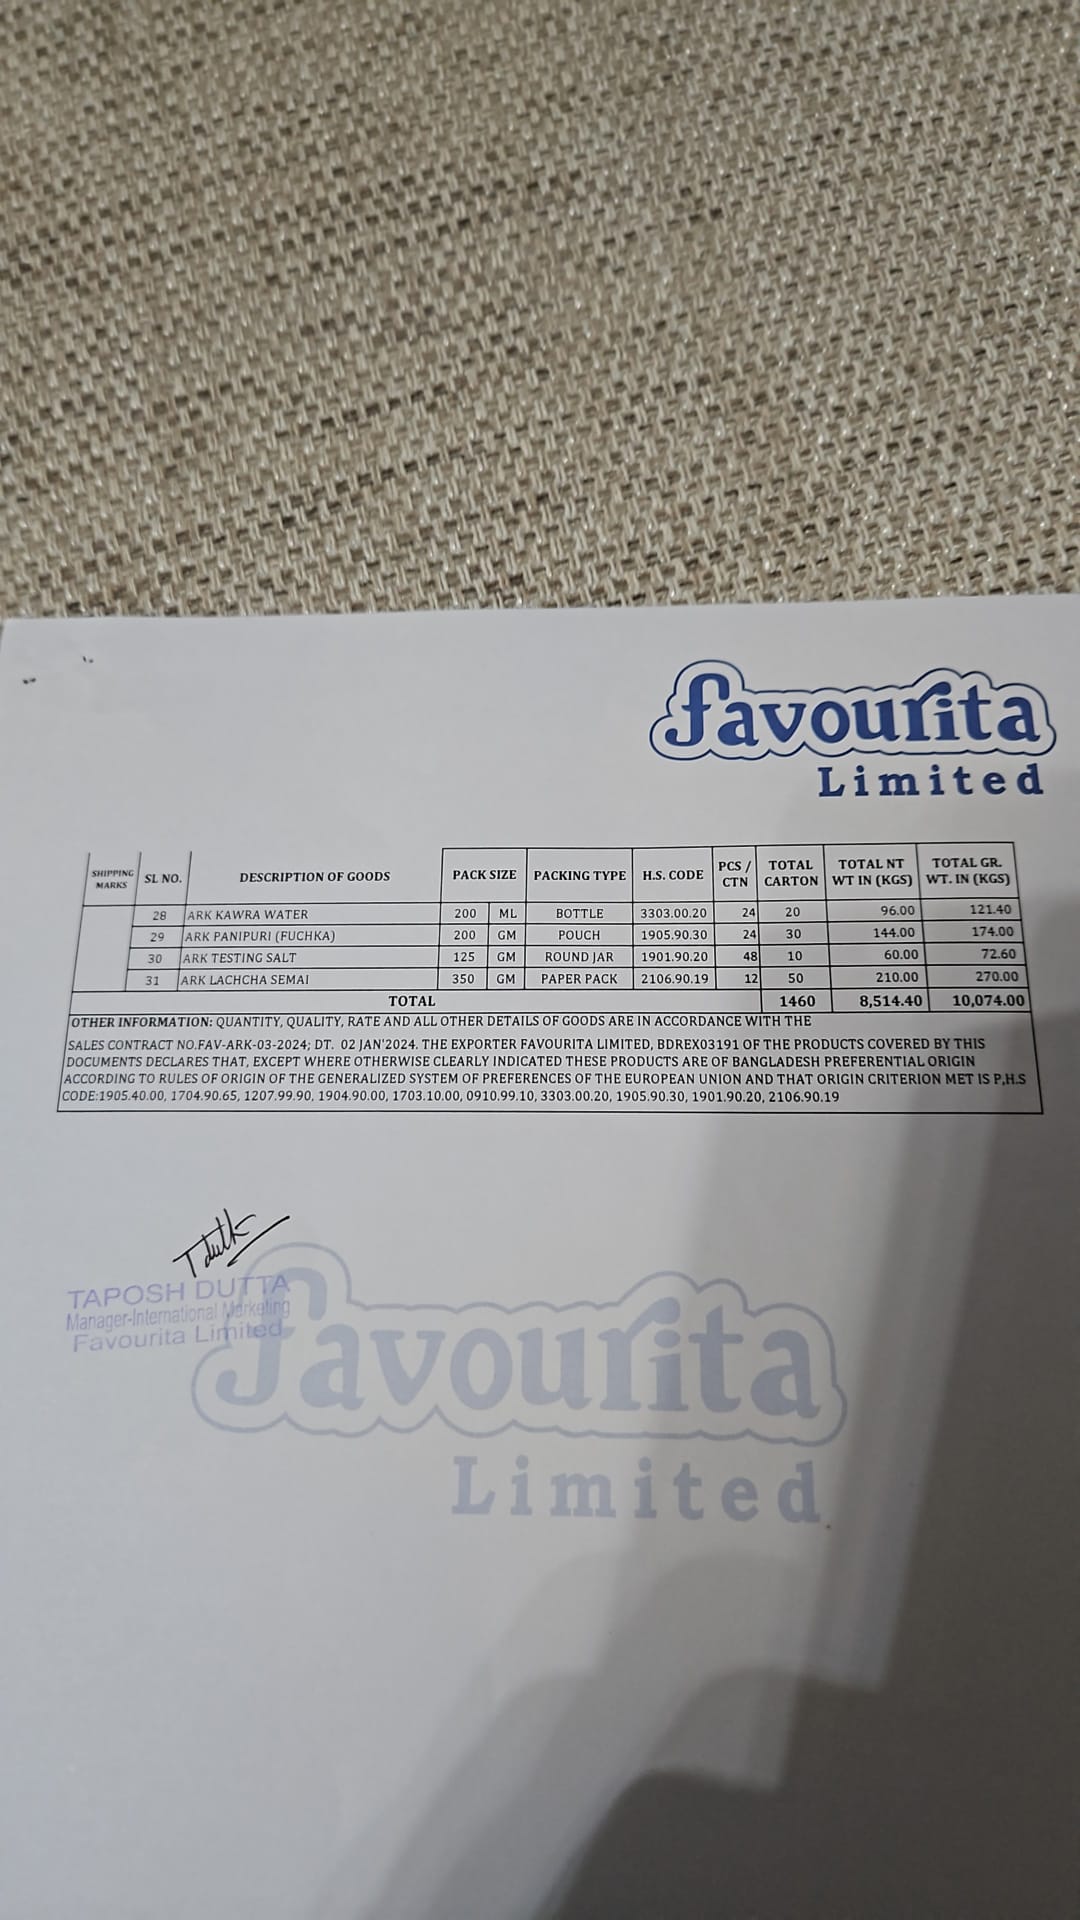 favourita
Limited
SHIPPING MARKS SL NO. DESCRIPTION OF GOODS PACK SIZE PACKING TYPE H.S. CODE PCS / CTN TOTAL CARTON TOTAL NT WT IN (KGS) TOTAL GR. WT. IN (KGS)
28 ARK KAWRA WATER 200 ML BOTTLE 3303.00.20 24 20 96.00 121.40
29 ARK PANIPURI (FUCHKA) 200 GM POUCH 1905.90.30 24 30 144.00 174.00
30 ARK TESTING SALT 125 GM ROUND JAR 1901.90.20 48 10 60.00 72.60
31 ARK LACHCHA SEMAI 350 GM PAPER PACK 2106.90.19 12 50 210.00 270.00
TOTAL 1460 8,514.40 10,074.00
OTHER INFORMATION: QUANTITY, QUALITY, RATE AND ALL OTHER DETAILS OF GOODS ARE IN ACCORDANCE WITH THE
SALES CONTRACT NO.FAV-ARK-03-2024; DT. 02 JAN'2024. THE EXPORTER FAVOURITA LIMITED, BDREX03191 OF THE PRODUCTS COVERED BY THIS
DOCUMENTS DECLARES THAT, EXCEPT WHERE OTHERWISE CLEARLY INDICATED THESE PRODUCTS ARE OF BANGLADESH PREFERENTIAL ORIGIN
ACCORDING TO RULES OF ORIGIN OF THE GENERALIZED SYSTEM OF PREFERENCES OF THE EUROPEAN UNION AND THAT ORIGIN CRITERION MET IS P,H.S
CODE:1905.40.00, 1704.90.65, 1207.99.90, 1904.90.00, 1703.10.00, 0910.99.10, 3303.00.20, 1905.90.30, 1901.90.20, 2106.90.19
TAPOSH DUTTA
Manager-International Marketing
Favourita Limited
favourita
Limited